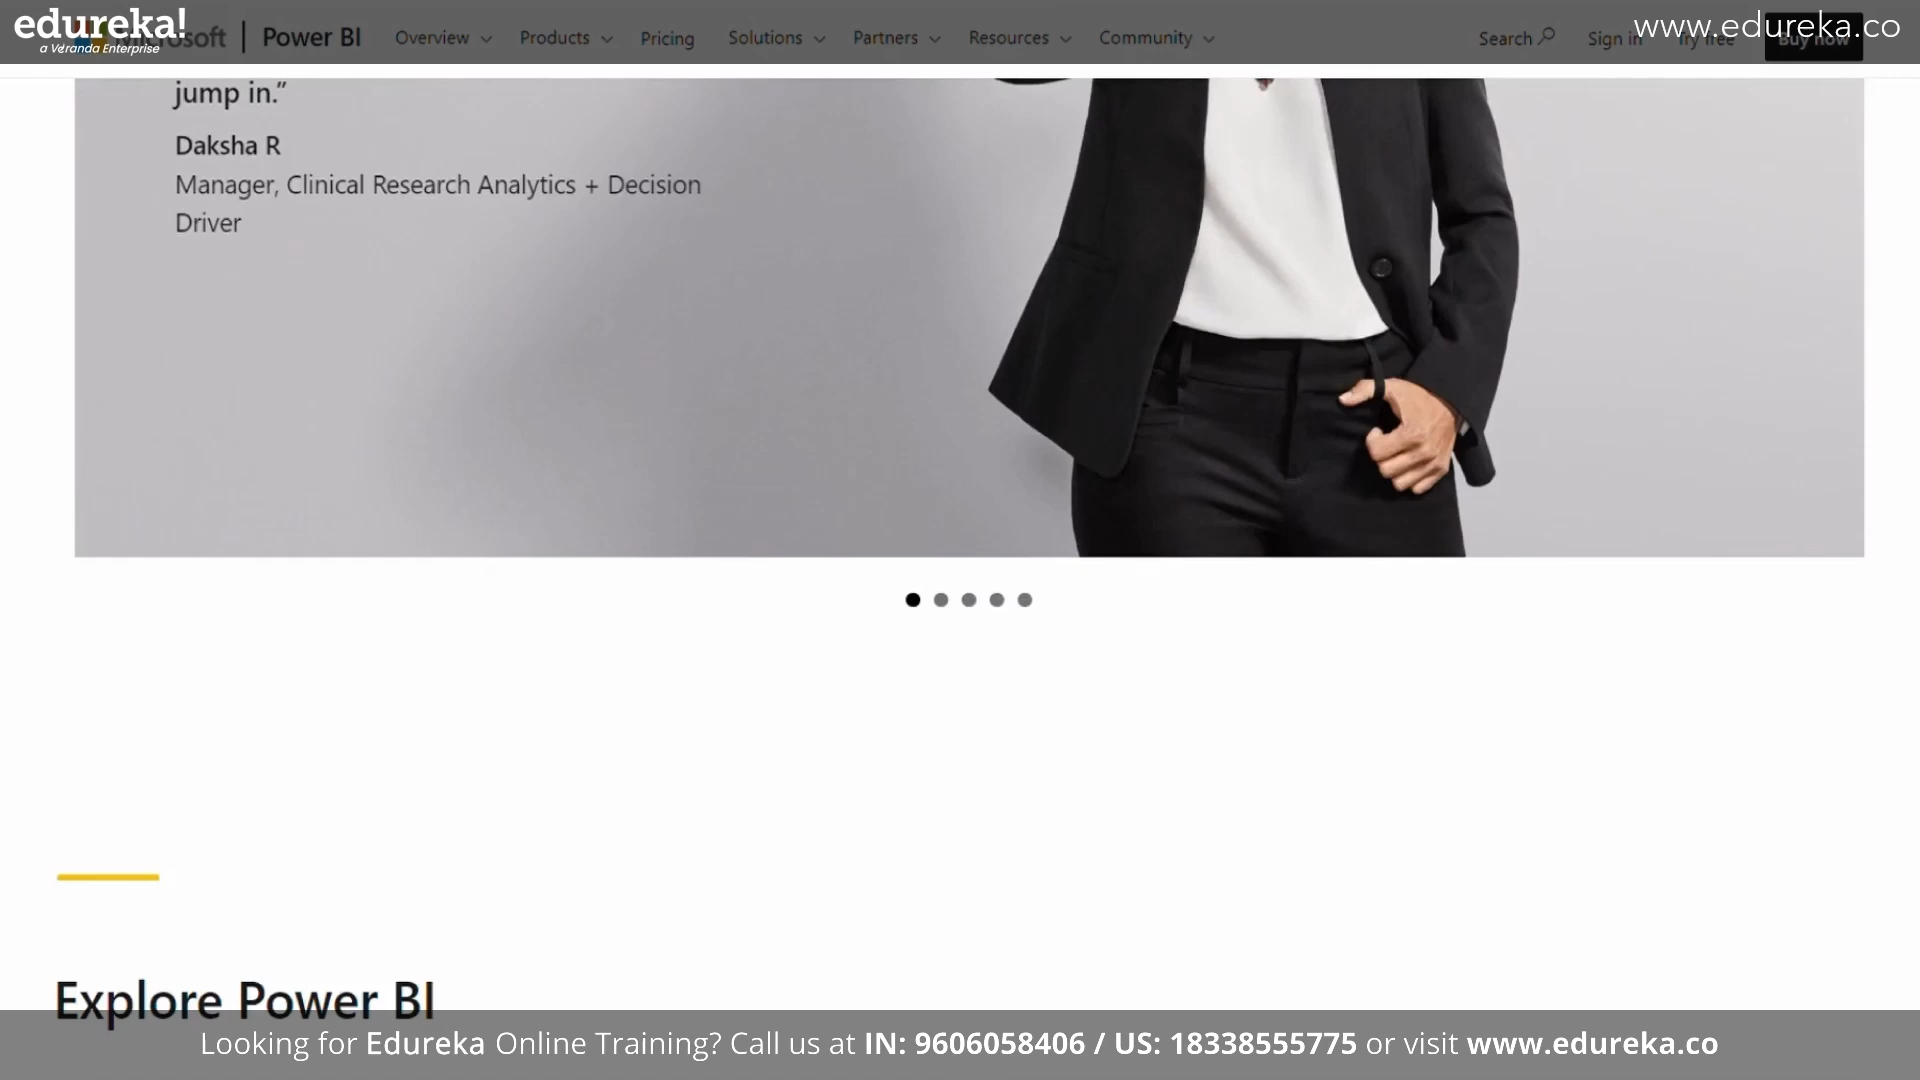 edureka!
a Veranda Enterprise
Microsoft
Power BI
Overview
Products
Pricing
Solutions
Partners
Resources
Community
Search
Sign in
Try free
Buy now
www.edureka.co
jump in.”
Daksha R
Manager, Clinical Research Analytics + Decision
Driver
Explore Power BI
Looking for Edureka Online Training? Call us at IN: 9606058406 / US: 18338555775 or visit www.edureka.co